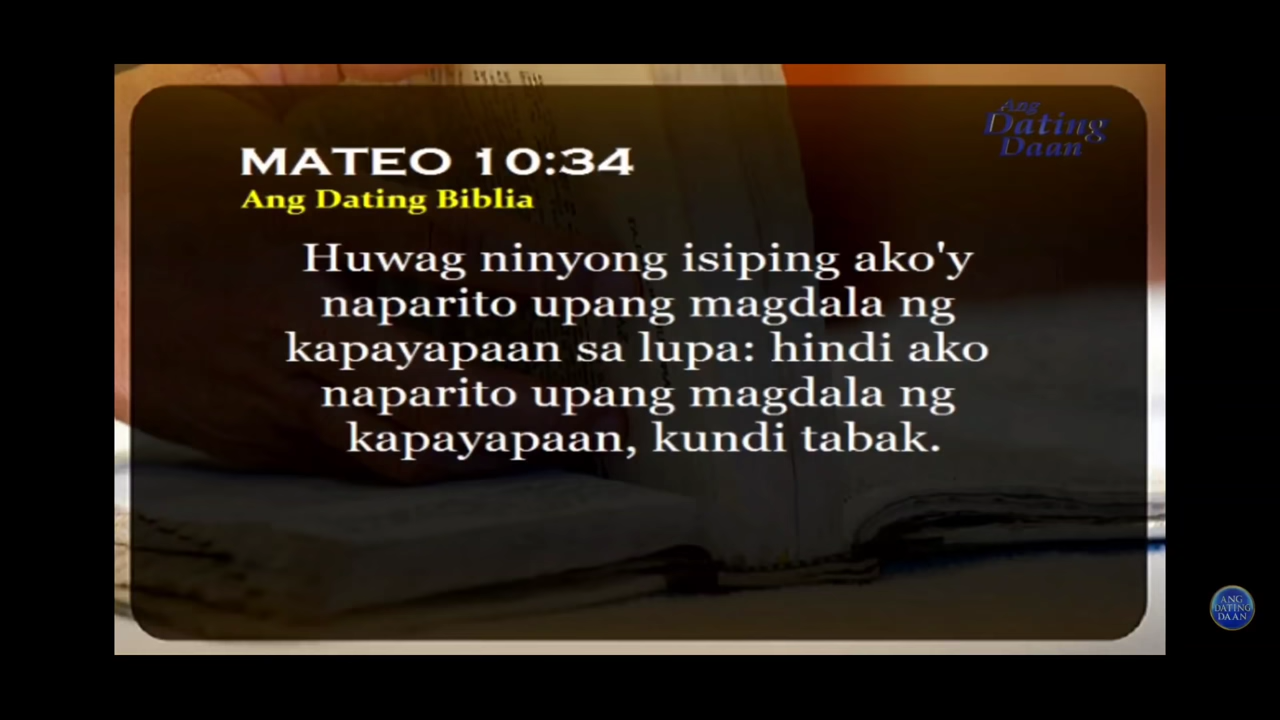 Ang
Dating
Daan
MATEO 10:34
Ang Dating Biblia
Huwag ninyong isiping ako'y
naparito upang magdala ng
kapayapaan sa lupa: hindi ako
naparito upang magdala ng
kapayapaan, kundi tabak.
ANG
DATING
DAAN